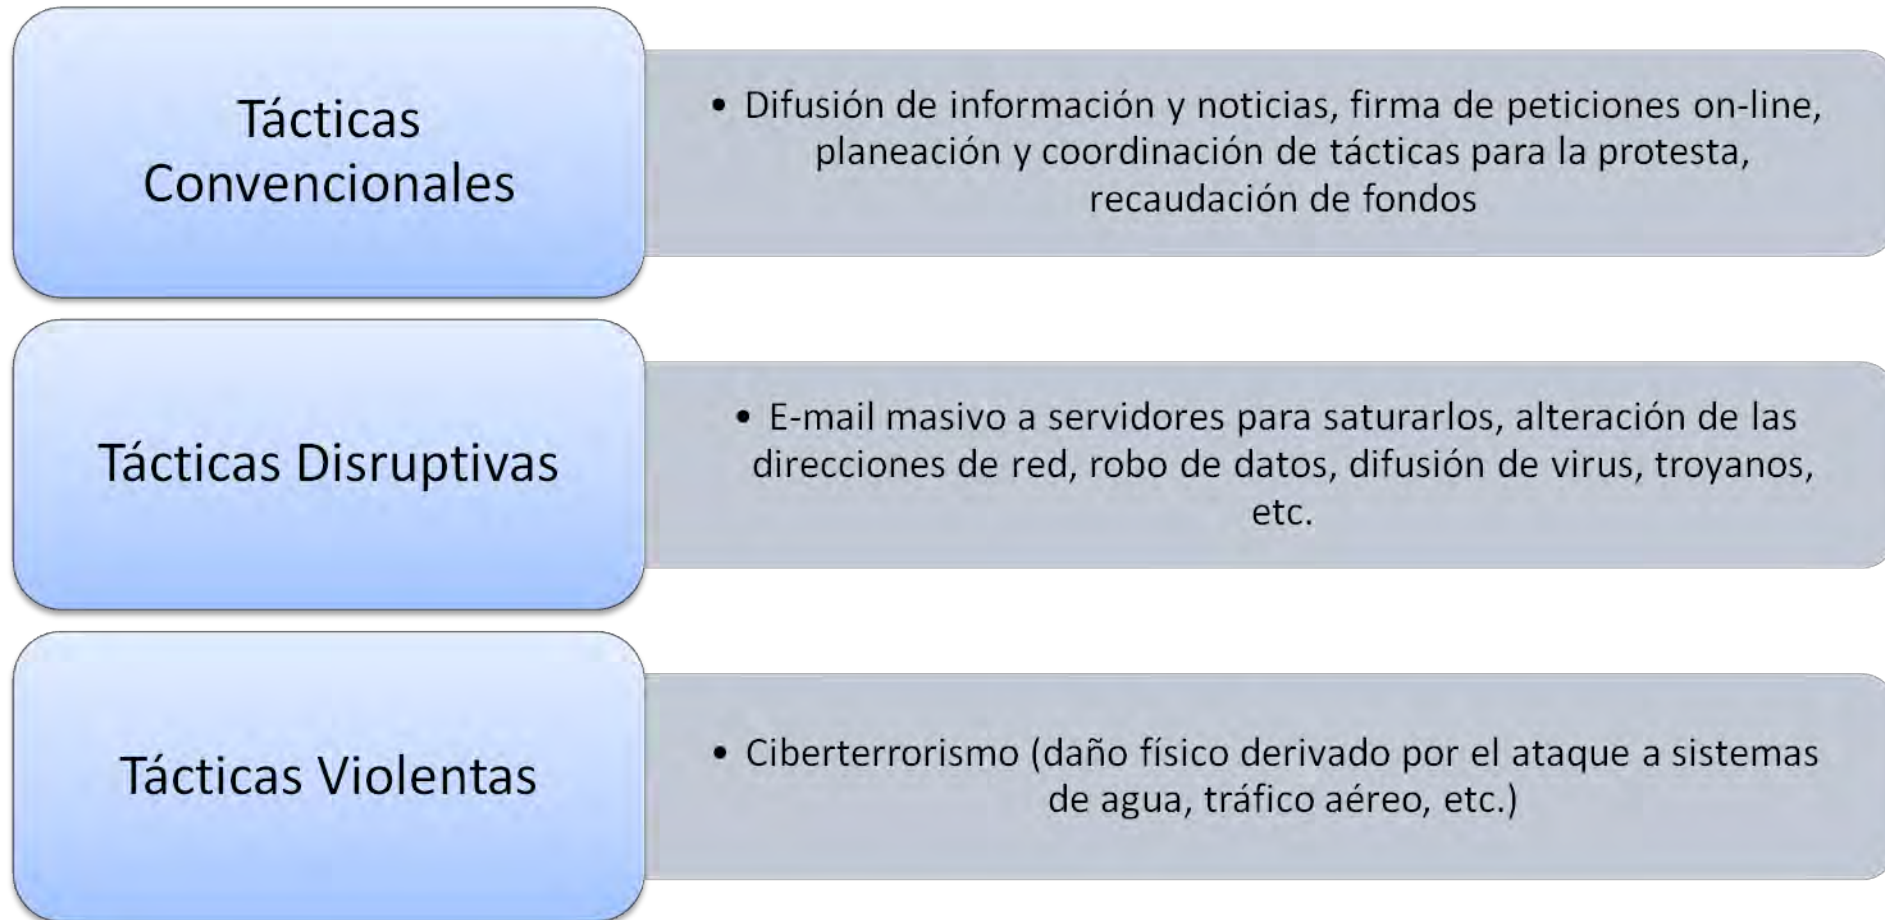 Tácticas
Convencionales
• Difusión de información y noticias, firma de peticiones on-line,
planeación y coordinación de tácticas para la protesta,
recaudación de fondos
Tácticas Disruptivas
• E-mail masivo a servidores para saturarlos, alteración de las
direcciones de red, robo de datos, difusión de virus, troyanos,
etc.
Tácticas Violentas
• Ciberterrorismo (daño físico derivado por el ataque a sistemas
de agua, tráfico aéreo, etc.)